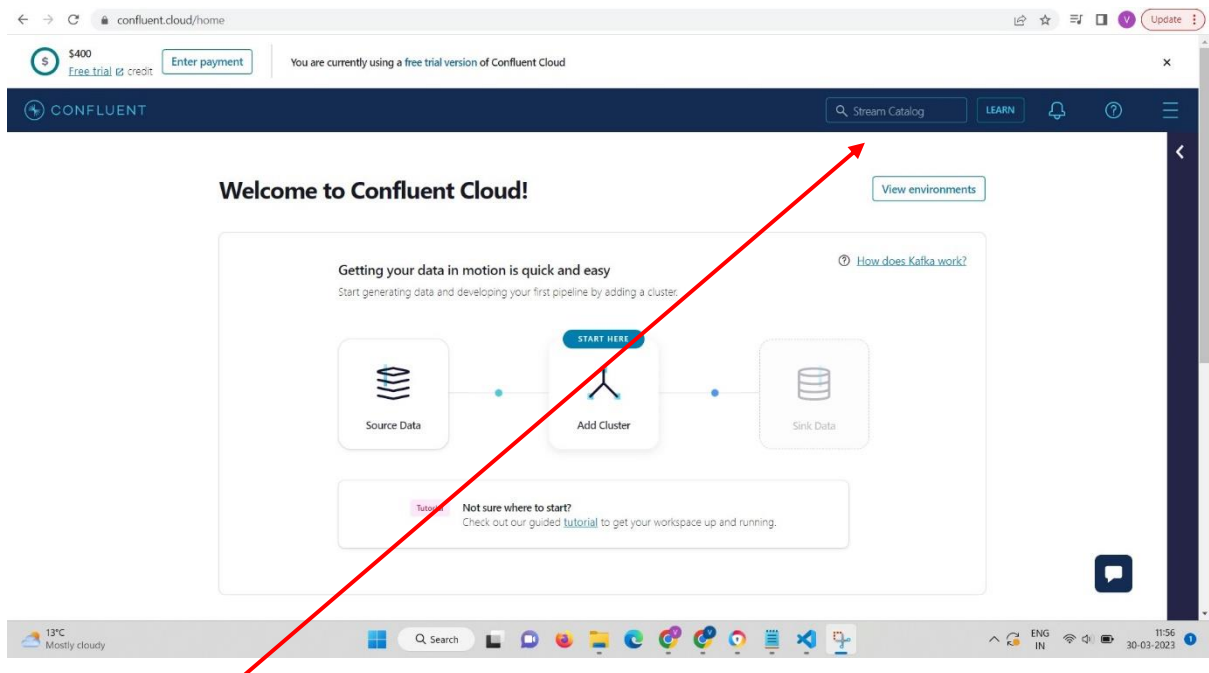 confluent.cloud/home
V
Update
$
$400
Free trial credit
Enter payment
You are currently using a free trial version of Confluent Cloud
CONFLUENT
Stream Catalog
LEARN
Welcome to Confluent Cloud!
View environments
Getting your data in motion is quick and easy
How does Kafka work?
Start generating data and developing your first pipeline by adding a cluster.
START HERE
Source Data
Add Cluster
Sink Data
Tutorial
Not sure where to start?
Check out our guided tutorial to get your workspace up and running.
13°C
Mostly cloudy
Search
ENG
IN
11:56
30-03-2023
1